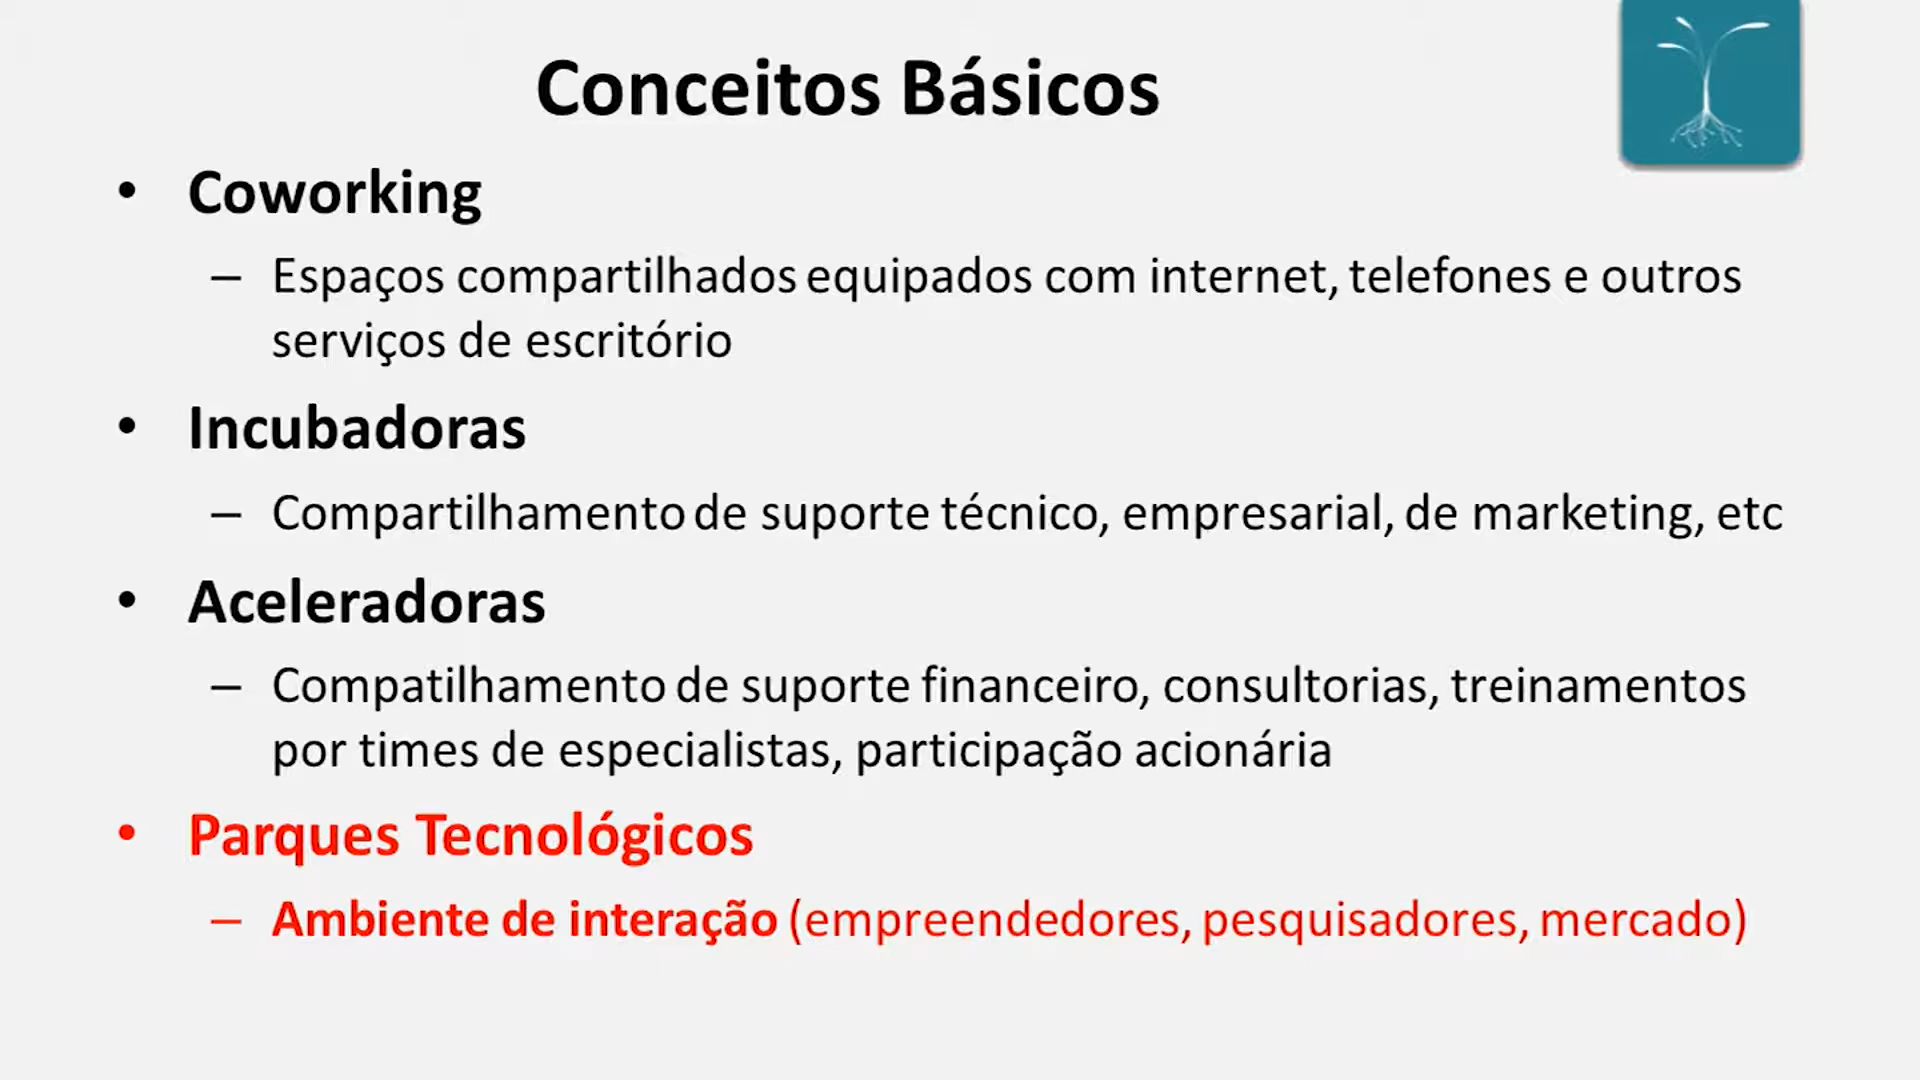 Conceitos Básicos
• Coworking
– Espaços compartilhados equipados com internet, telefones e outros
serviços de escritório
• Incubadoras
– Compartilhamento de suporte técnico, empresarial, de marketing, etc
• Aceleradoras
– Compatilhamento de suporte financeiro, consultorias, treinamentos
por times de especialistas, participação acionária
• Parques Tecnológicos
– Ambiente de interação (empreendedores, pesquisadores, mercado)